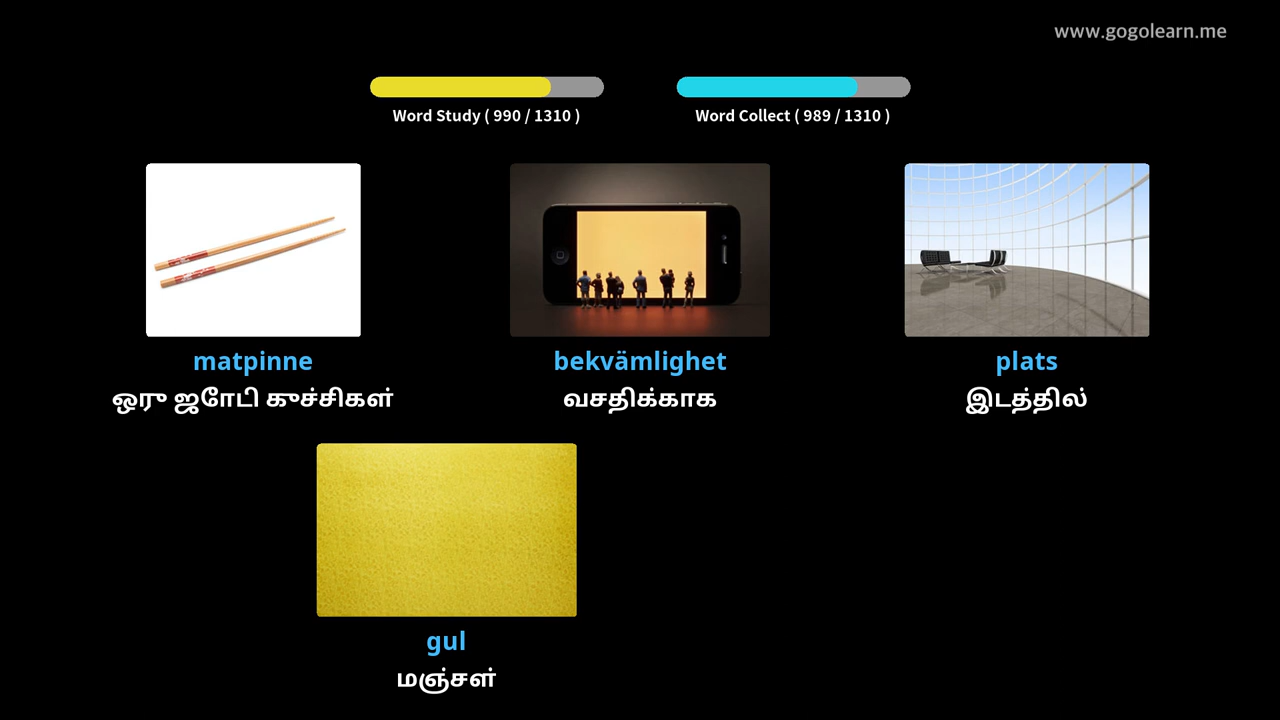 www.gogolearn.me
Word Study ( 990 / 1310 )
Word Collect ( 989 / 1310 )
matpinne
bekvämlighet
plats
ஒரு ஜோடி குச்சிகள்
வசதிக்காக
இடத்தில்
gul
மஞ்சள்